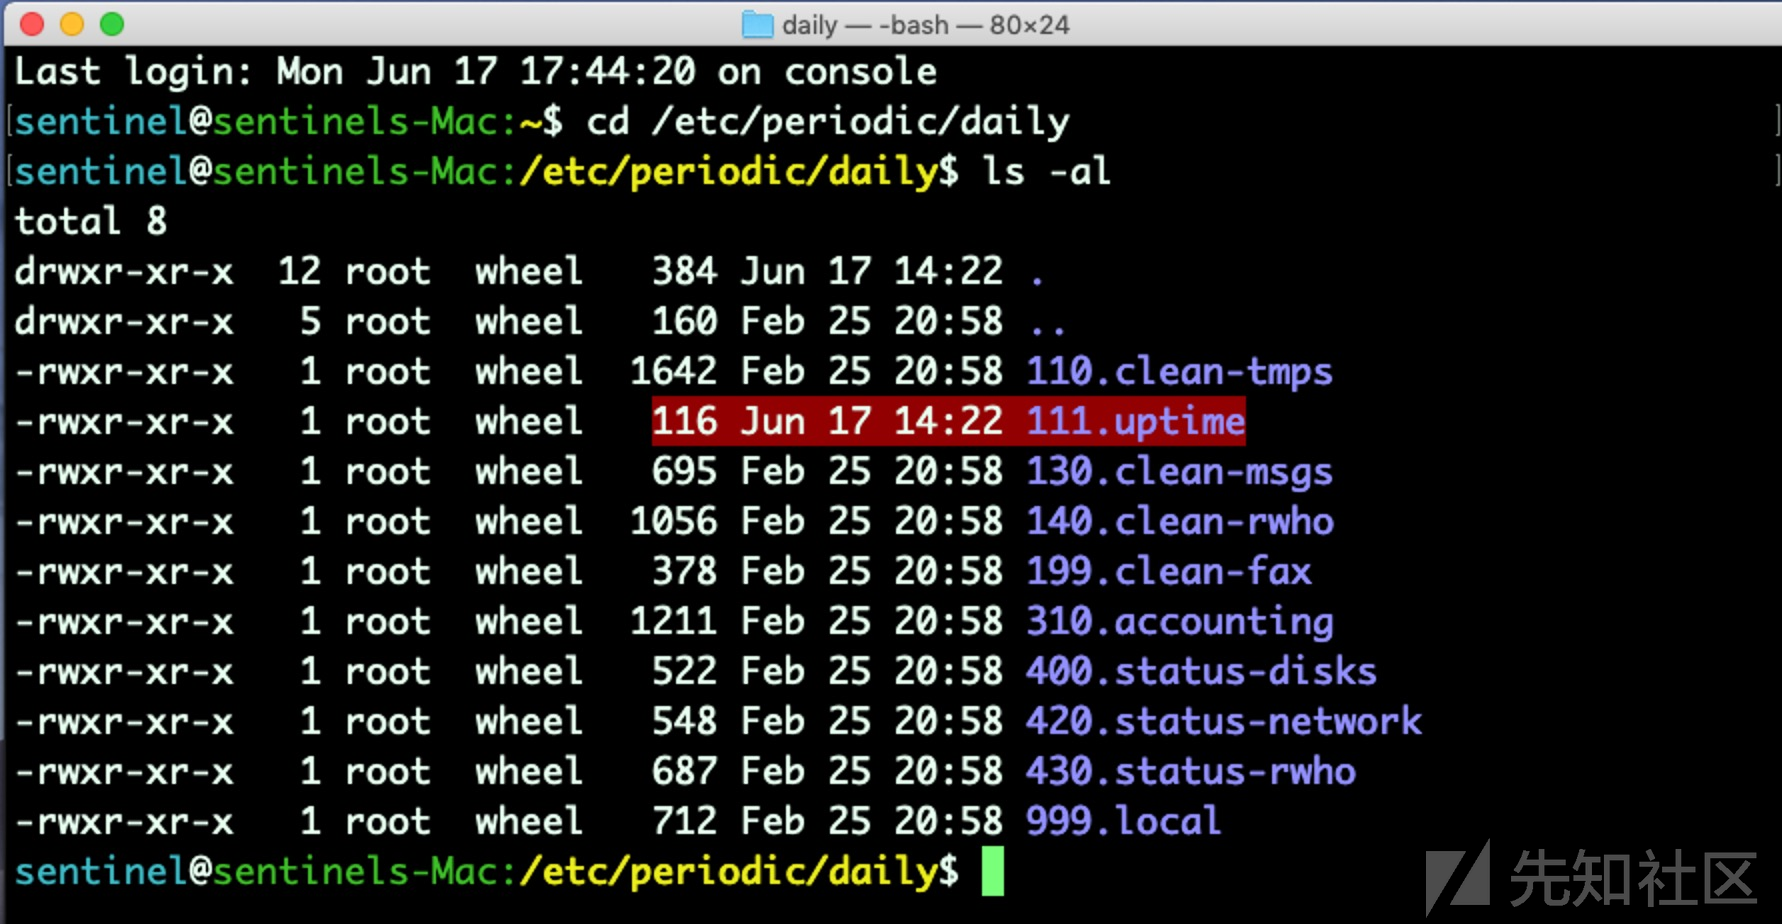 daily — -bash — 80×24
Last login: Mon Jun 17 17:44:20 on console
[sentinel@sentinels-Mac:~$ cd /etc/periodic/daily ]
[sentinel@sentinels-Mac:/etc/periodic/daily$ ls -al ]
total 8
drwxr-xr-x  12 root  wheel   384 Jun 17 14:22 .
drwxr-xr-x   5 root  wheel   160 Feb 25 20:58 ..
-rwxr-xr-x   1 root  wheel  1642 Feb 25 20:58 110.clean-tmps
-rwxr-xr-x   1 root  wheel   116 Jun 17 14:22 111.uptime
-rwxr-xr-x   1 root  wheel   695 Feb 25 20:58 130.clean-msgs
-rwxr-xr-x   1 root  wheel  1056 Feb 25 20:58 140.clean-rwho
-rwxr-xr-x   1 root  wheel   378 Feb 25 20:58 199.clean-fax
-rwxr-xr-x   1 root  wheel  1211 Feb 25 20:58 310.accounting
-rwxr-xr-x   1 root  wheel   522 Feb 25 20:58 400.status-disks
-rwxr-xr-x   1 root  wheel   548 Feb 25 20:58 420.status-network
-rwxr-xr-x   1 root  wheel   687 Feb 25 20:58 430.status-rwho
-rwxr-xr-x   1 root  wheel   712 Feb 25 20:58 999.local
sentinel@sentinels-Mac:/etc/periodic/daily$
先知社区